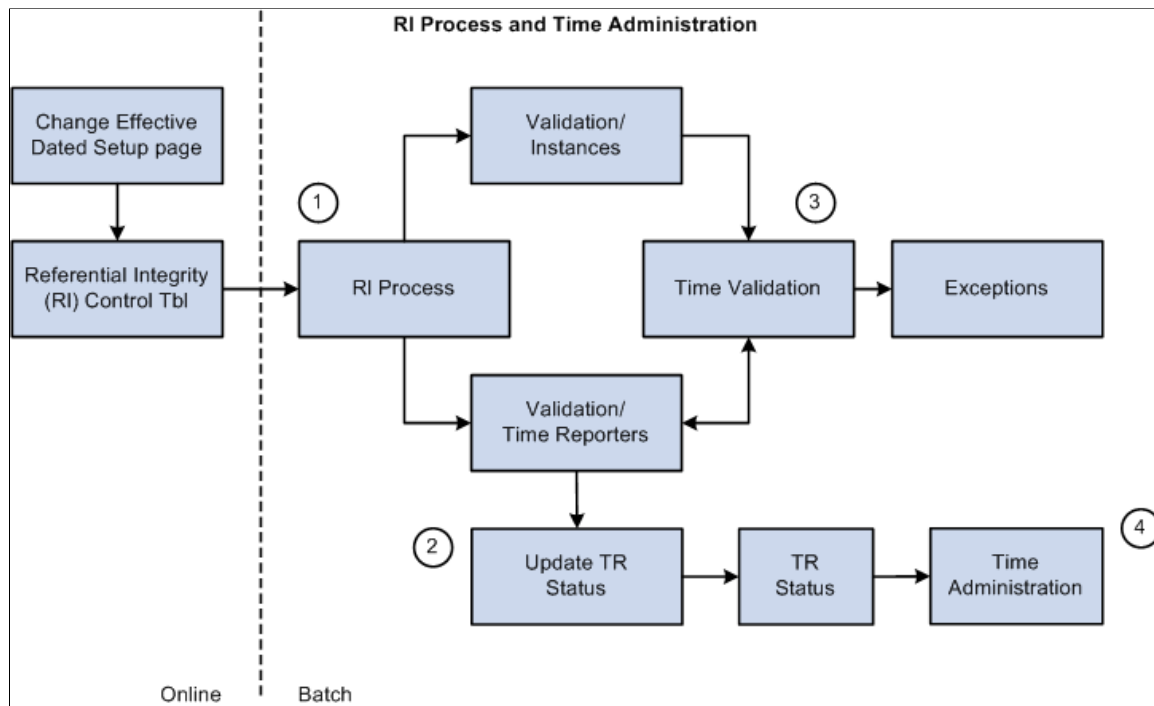 RI Process and Time Administration
Change Effective
Dated Setup page
Validation/
Instances
1
3
Referential Integrity
(RI) Control Tbl
RI Process
Time Validation
Exceptions
Validation/
Time Reporters
2
Update TR
Status
TR
Status
Time
Administration
4
Online
Batch